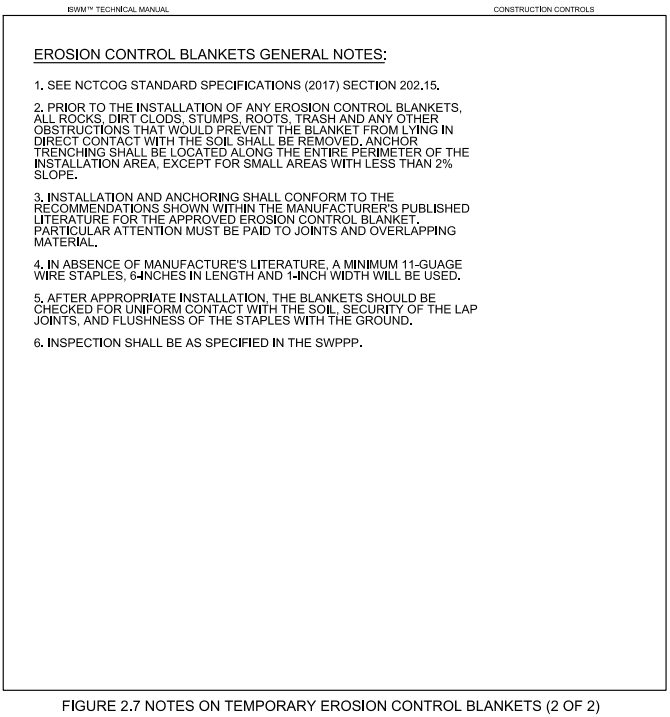 ISWM™ TECHNICAL MANUAL
CONSTRUCTION CONTROLS
EROSION CONTROL BLANKETS GENERAL NOTES:
1. SEE NCTCOG STANDARD SPECIFICATIONS (2017) SECTION 202.15.
2. PRIOR TO THE INSTALLATION OF ANY EROSION CONTROL BLANKETS,
ALL ROCKS, DIRT CLODS, STUMPS, ROOTS, TRASH AND ANY OTHER
OBSTRUCTIONS THAT WOULD PREVENT THE BLANKET FROM LYING IN
DIRECT CONTACT WITH THE SOIL SHALL BE REMOVED. ANCHOR
TRENCHING SHALL BE LOCATED ALONG THE ENTIRE PERIMETER OF THE
INSTALLATION AREA, EXCEPT FOR SMALL AREAS WITH LESS THAN 2%
SLOPE.
3. INSTALLATION AND ANCHORING SHALL CONFORM TO THE
RECOMMENDATIONS SHOWN WITHIN THE MANUFACTURER'S PUBLISHED
LITERATURE FOR THE APPROVED EROSION CONTROL BLANKET.
PARTICULAR ATTENTION MUST BE PAID TO JOINTS AND OVERLAPPING
MATERIAL.
4. IN ABSENCE OF MANUFACTURE'S LITERATURE, A MINIMUM 11-GUAGE
WIRE STAPLES, 6-INCHES IN LENGTH AND 1-INCH WIDTH WILL BE USED.
5. AFTER APPROPRIATE INSTALLATION, THE BLANKETS SHOULD BE
CHECKED FOR UNIFORM CONTACT WITH THE SOIL, SECURITY OF THE LAP
JOINTS, AND FLUSHNESS OF THE STAPLES WITH THE GROUND.
6. INSPECTION SHALL BE AS SPECIFIED IN THE SWPPP.
FIGURE 2.7 NOTES ON TEMPORARY EROSION CONTROL BLANKETS (2 OF 2)